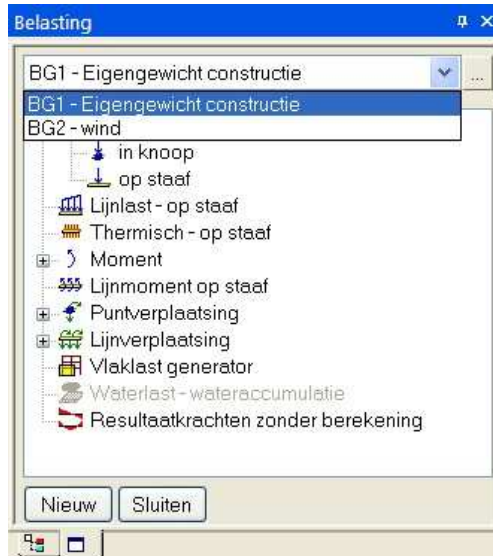 Belasting
BG1 - Eigengewicht constructie
...
BG1 - Eigengewicht constructie
BG2 - wind
in knoop
op staaf
Lijnlast - op staaf
Thermisch - op staaf
Moment
Lijnmoment op staaf
Puntverplaatsing
Lijnverplaatsing
Vlaklast generator
Waterlast - wateraccumulatie
Resultaatkrachten zonder berekening
Nieuw Sluiten